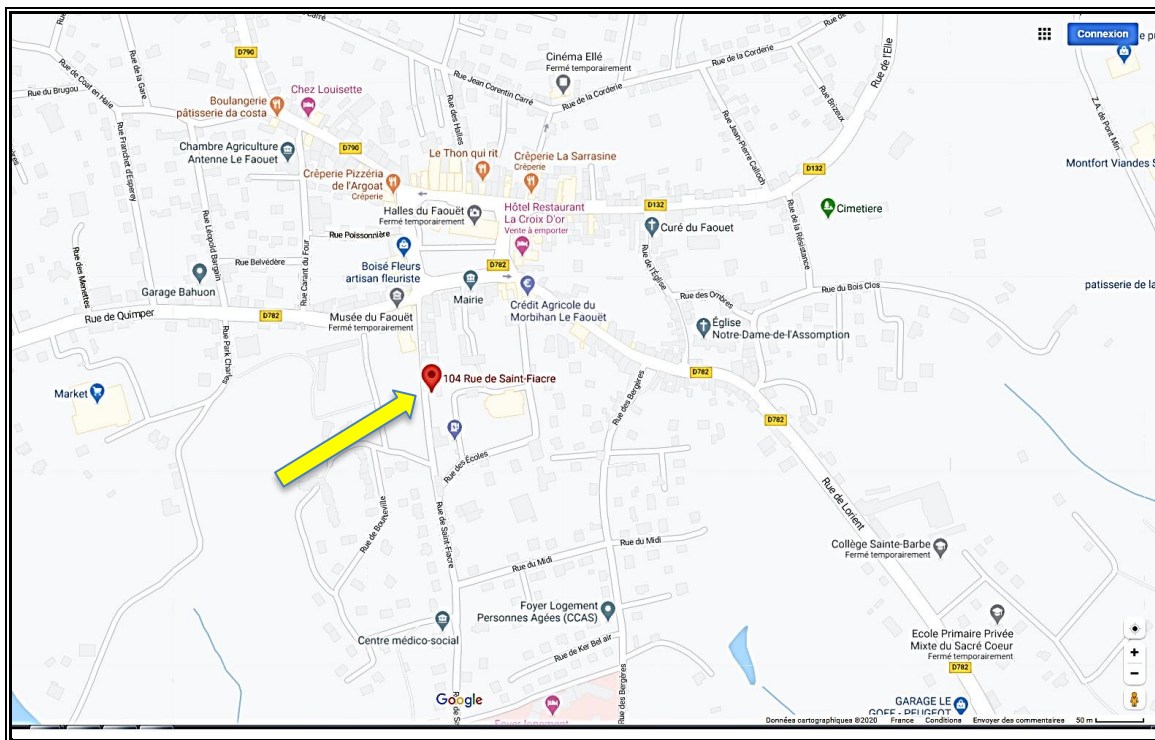 Connexion
D790
Cinéma Ellé
Fermé temporairement
Rue de la Corderie
Rue de l'Elle
Rue de la Gare
Rue de Coat en Haie
Rue du Brugou
Boulangerie
pâtisserie da costa
Chez Louisette
Rue Jean Corentin Carré
Rue de la Corderie
Rue Brizeux
Z.A. de Pont Min
Rue Franchet d'Esperey
Chambre Agriculture
Antenne Le Faouet
D790
Rue des Halles
Le Thon qui rit
Crêperie La Sarrasine
Crêperie
Rue Jean-Pierre Calloch
D132
Montfort Viandes S
Crêperie Pizzéria
de l'Argoat
Crêperie
Halles du Faouët
Fermé temporairement
Hôtel Restaurant
La Croix D'or
Vente à emporter
D132
Cimetiere
Curé du Faouet
Rue de la Résistance
Rue Léopold Bargain
Rue Poissonnière
Rue des Menettes
Rue Belvédère
Rue Carant du Four
Boisé Fleurs
artisan fleuriste
D782
Rue de l'Église
Garage Bahuon
Mairie
Crédit Agricole du
Morbihan Le Faouët
Rue des Ombres
Rue du Bois Clos
patisserie de la
Rue de Quimper
D782
Musée du Faouët
Fermé temporairement
Église
Notre-Dame-de-l'Assomption
Rue Park Charles
104 Rue de Saint-Fiacre
D782
Market
Rue des Bergères
D782
Rue des Écoles
Rue de Saint-Fiacre
Rue de Lorient
Rue du Midi
Rue du Midi
Collège Sainte-Barbe
Fermé temporairement
Foyer Logement
Personnes Agées (CCAS)
Centre médico-social
Ecole Primaire Privée
Mixte du Sacré Coeur
Fermé temporairement
Rue de Ker Bel air
D782
Rue des Bergères
Google
GARAGE LE
GOFF - PEUGEOT
Données cartographiques ©2020 France Conditions Envoyer des commentaires 50 m